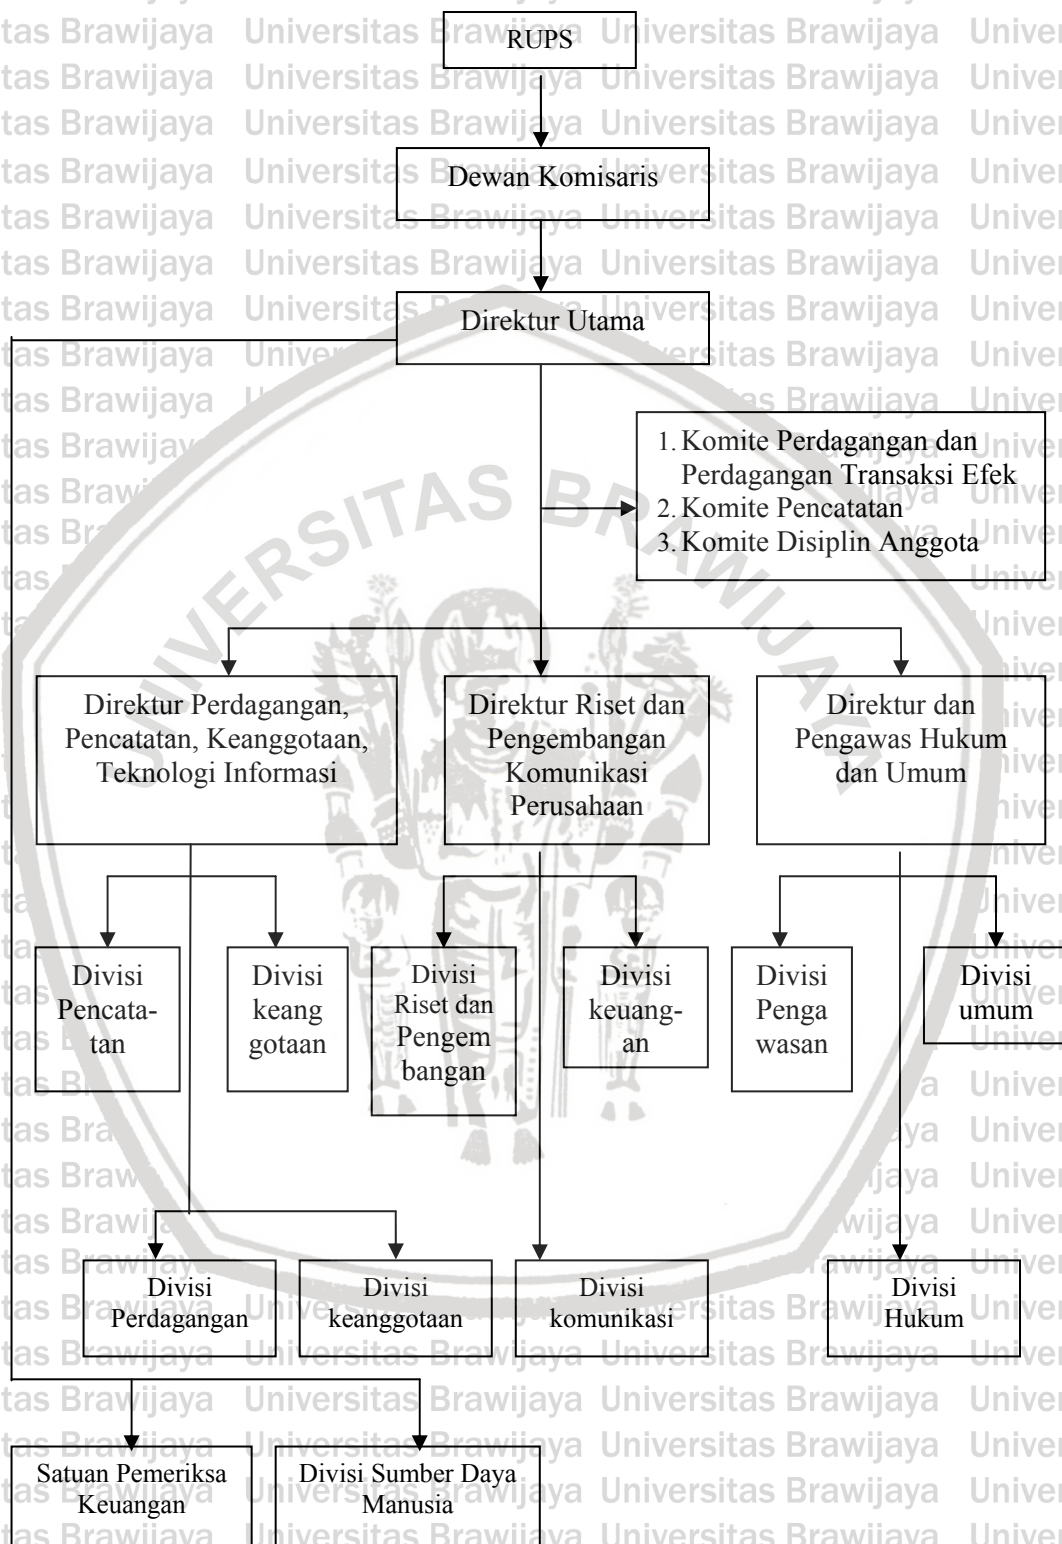 RUPS
Dewan Komisaris
Direktur Utama
1. Komite Perdagangan dan
Perdagangan Transaksi Efek
2. Komite Pencatatan
3. Komite Disiplin Anggota
Direktur Perdagangan,
Pencatatan, Keanggotaan,
Teknologi Informasi
Direktur Riset dan
Pengembangan
Komunikasi
Perusahaan
Direktur dan
Pengawas Hukum
dan Umum
Divisi
Pencata-
tan
Divisi
keang
gotaan
Divisi
Riset dan
Pengem
bangan
Divisi
keuang-
an
Divisi
Penga
wasan
Divisi
umum
Divisi
Perdagangan
Divisi
keanggotaan
Divisi
komunikasi
Divisi
Hukum
Satuan Pemeriksa
Keuangan
Divisi Sumber Daya
Manusia
UNIVERSITAS BRAWIJAYA